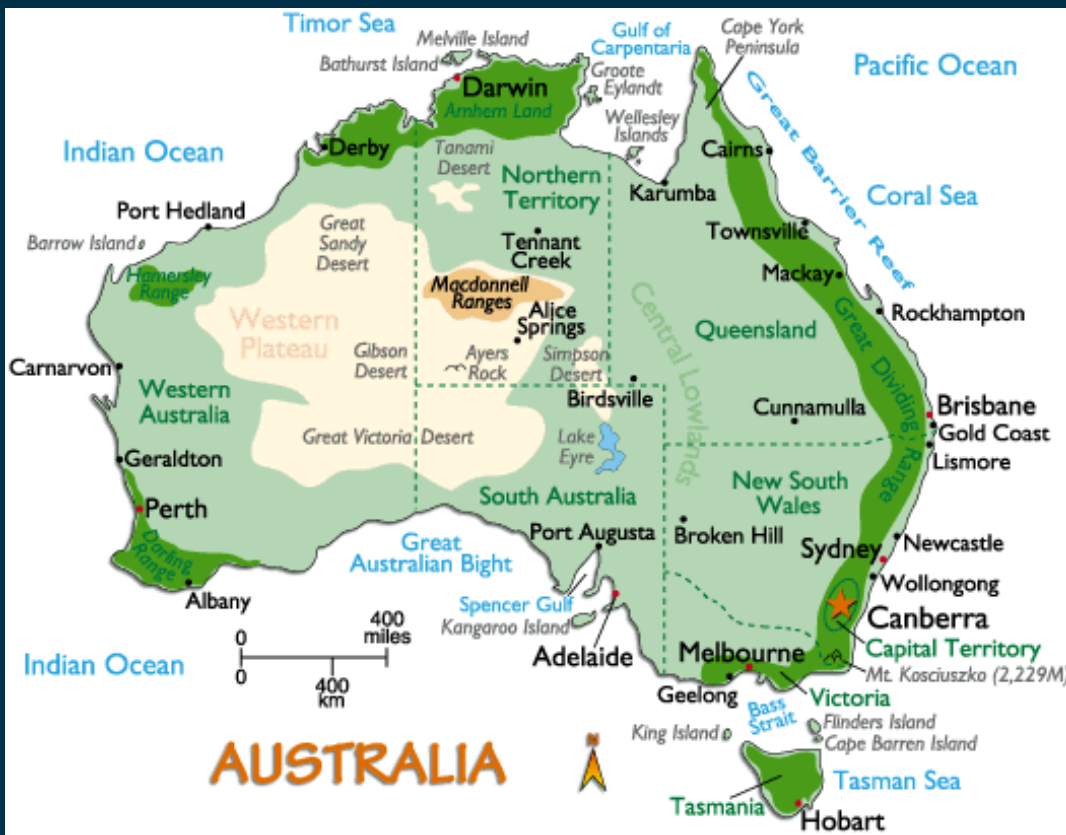 Timor Sea
Melville Island
Bathurst Island
Gulf of
Carpentaria
Cape York
Peninsula
Pacific Ocean
Darwin
Arnhem Land
Groote
Eylandt
Wellesley
Islands
Great Barrier Reef
Indian Ocean
Derby
Tanami
Desert
Cairns
Northern
Territory
Karumba
Coral Sea
Port Hedland
Barrow Island
Great
Sandy
Desert
Tennant
Creek
Townsville
Hamersley
Range
Macdonnell
Ranges
Mackay
Alice
Springs
Rockhampton
Western
Plateau
Central Lowlands
Queensland
Great Dividing Range
Carnarvon
Gibson
Desert
Ayers
Rock
Simpson
Desert
Western
Australia
Birdsville
Cunnamulla
Brisbane
Gold Coast
Great Victoria Desert
Lake
Eyre
Lismore
Geraldton
South Australia
New South
Wales
Perth
Port Augusta
Broken Hill
Sydney
Newcastle
Darling
Range
Great
Australian Bight
Wollongong
Albany
Spencer Gulf
Kangaroo Island
Canberra
0 400
miles
0 400
km
Adelaide
Melbourne
Capital Territory
Indian Ocean
Mt. Kosciuszko (2,229M)
Geelong
Victoria
Bass
Strait
King Island
Flinders Island
Cape Barren Island
AUSTRALIA
N
Tasman Sea
Tasmania
Hobart